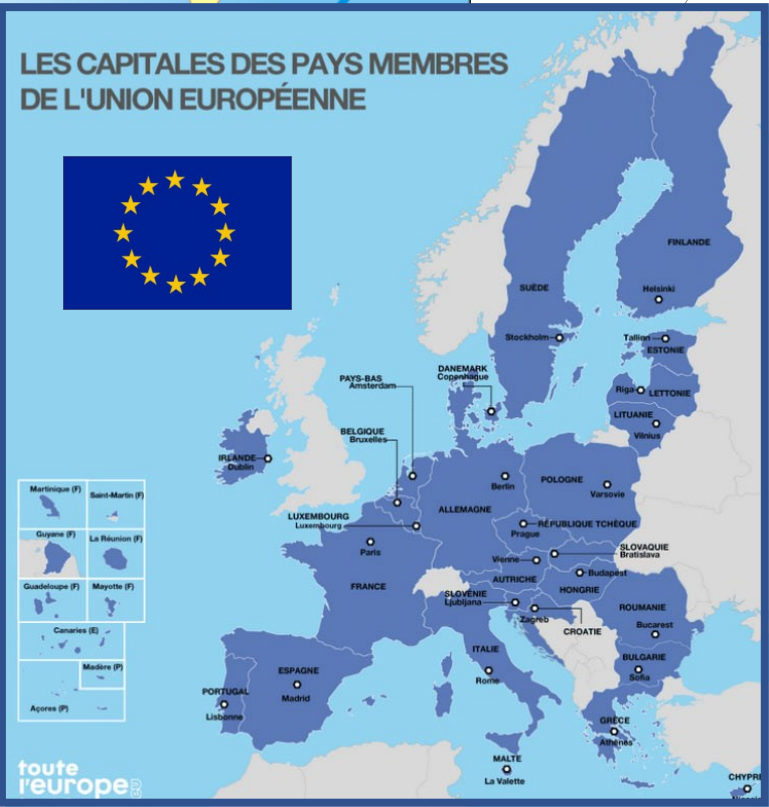 LES CAPITALES DES PAYS MEMBRES
DE L'UNION EUROPÉENNE
FINLANDE
Helsinki
SUÈDE
Stockholm
Tallinn
ESTONIE
Riga
LETTONIE
LITUANIE
Vilnius
DANEMARK
Copenhague
PAYS-BAS
Amsterdam
BELGIQUE
Bruxelles
IRLANDE
Dublin
LUXEMBOURG
Luxembourg
Berlin
ALLEMAGNE
POLOGNE
Varsovie
RÉPUBLIQUE TCHÈQUE
Prague
SLOVAQUIE
Bratislava
Paris
FRANCE
Vienne
AUTRICHE
Budapest
HONGRIE
SLOVÉNIE
Ljubljana
Zagreb
CROATIE
ROUMANIE
Bucarest
BULGARIE
Sofia
ITALIE
Rome
ESPAGNE
Madrid
PORTUGAL
Lisbonne
GRÈCE
Athènes
MALTE
La Valette
CHYPR
Martinique (F)
Saint-Martin (F)
Guyane (F)
La Réunion (F)
Guadeloupe (F)
Mayotte (F)
Canaries (E)
Madère (P)
Açores (P)
toute
l'europe